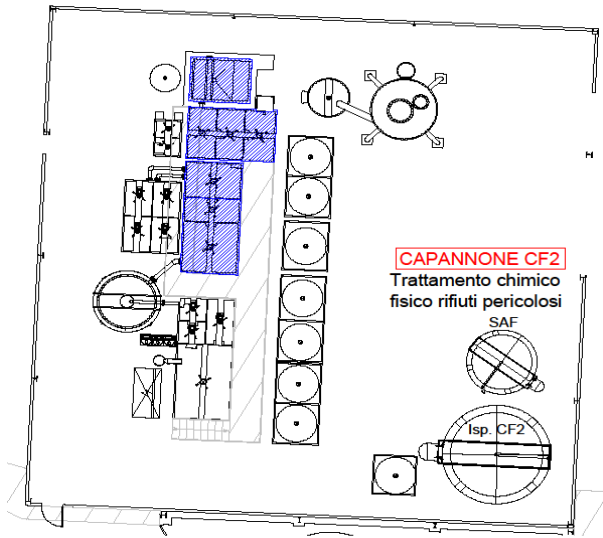 CAPANNONE CF2
Trattamento chimico
fisico rifiuti pericolosi
SAF
Isp. CF2